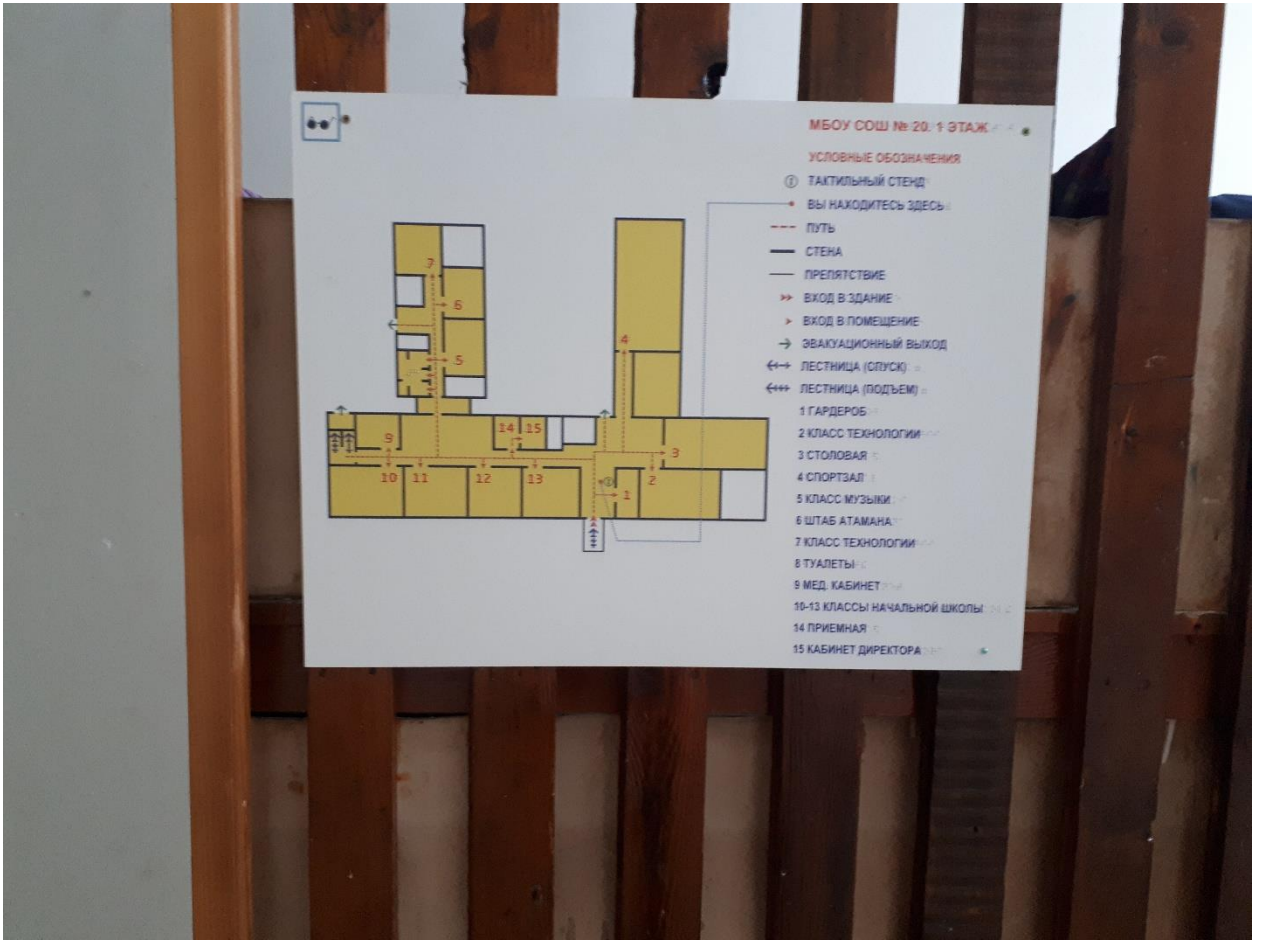 МБОУ СОШ № 20. 1 ЭТАЖ
УСЛОВНЫЕ ОБОЗНАЧЕНИЯ
ТАКТИЛЬНЫЙ СТЕНД
ВЫ НАХОДИТЕСЬ ЗДЕСЬ
ПУТЬ
СТЕНА
ПРЕПЯТСТВИЕ
ВХОД В ЗДАНИЕ
ВХОД В ПОМЕЩЕНИЕ
ЭВАКУАЦИОННЫЙ ВЫХОД
ЛЕСТНИЦА (СПУСК)
ЛЕСТНИЦА (ПОДЪЕМ)
1 ГАРДЕРОБ
2 КЛАСС ТЕХНОЛОГИИ
3 СТОЛОВАЯ
4 СПОРТЗАЛ
5 КЛАСС МУЗЫКИ
6 ШТАБ АТАМАНА
7 КЛАСС ТЕХНОЛОГИИ
8 ТУАЛЕТЫ
9 МЕД. КАБИНЕТ
10-13 КЛАССЫ НАЧАЛЬНОЙ ШКОЛЫ
14 ПРИЕМНАЯ
15 КАБИНЕТ ДИРЕКТОРА
7
6
4
5
14 15
9
3
10 11 12 13 2
1